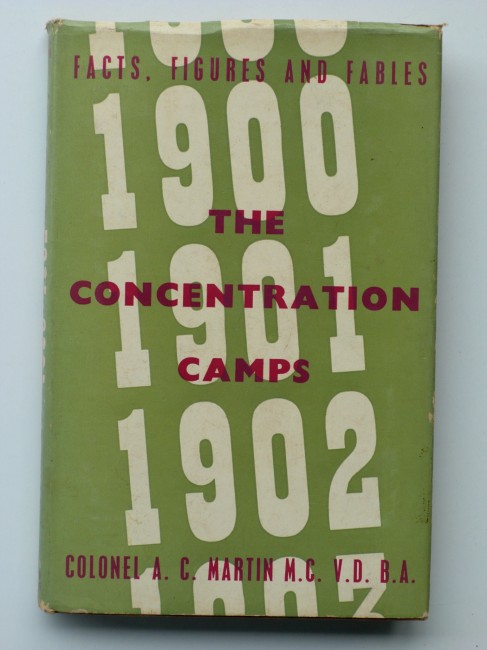 FACTS, FIGURES AND FABLES
1900
THE
1901
CONCENTRATION
CAMPS
1902
COLONEL A. C. MARTIN M.C. V.D. B.A.